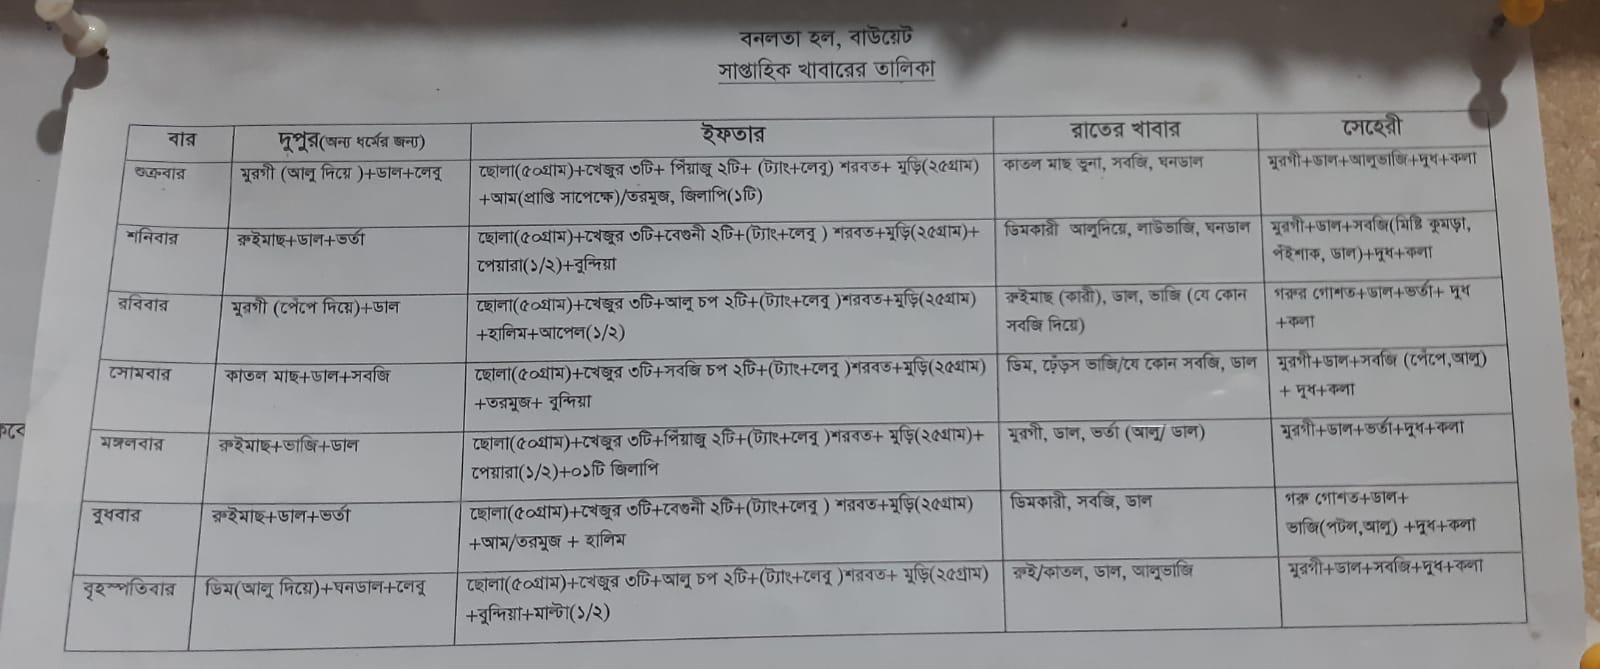 বনলতা হল, বাউয়েট
সাপ্তাহিক খাবারের তালিকা
বার দুপুর(অন্য ধর্মের জন্য) ইফতার রাতের খাবার সেহেরী
শুক্রবার মুরগী (আলু দিয়ে )+ডাল+লেবু ছোলা(৫০গ্রাম)+খেজুর ৩টি+ পিঁয়াজু ২টি+ (ট্যাং+লেবু) শরবত+ মুড়ি(২৫গ্রাম) কাতল মাছ ভুনা, সবজি, ঘনডাল মুরগী+ডাল+আলুভাজি+দুধ+কলা
+আম(প্রাপ্তি সাপেক্ষে)/তরমুজ, জিলাপি(১টি)
শনিবার রুইমাছ+ডাল+ভর্তা ছোলা(৫০গ্রাম)+খেজুর ৩টি+বেগুনী ২টি+(ট্যাং+লেবু ) শরবত+মুড়ি(২৫গ্রাম)+ ডিমকারী আলুদিয়ে, লাউভাজি, ঘনডাল মুরগী+ডাল+সবজি(মিষ্টি কুমড়া,
পেয়ারা(১/২)+বুন্দিয়া পুঁইশাক, ডাল)+দুধ+কলা
রবিবার মুরগী (পেঁপে দিয়ে)+ডাল ছোলা(৫০গ্রাম)+খেজুর ৩টি+আলু চপ ২টি+(ট্যাং+লেবু )শরবত+মুড়ি(২৫গ্রাম) রুইমাছ (কারী), ডাল, ভাজি (যে কোন গরুর গোশত+ডাল+ভর্তা+ দুধ
+হালিম+আপেল(১/২) সবজি দিয়ে) +কলা
সোমবার কাতল মাছ+ডাল+সবজি ছোলা(৫০গ্রাম)+খেজুর ৩টি+সবজি চপ ২টি+(ট্যাং+লেবু )শরবত+মুড়ি(২৫গ্রাম) ডিম, ঢেঁড়স ভাজি/যে কোন সবজি, ডাল মুরগী+ডাল+সবজি (পেঁপে,আলু)
+তরমুজ+ বুন্দিয়া + দুধ+কলা
মঙ্গলবার রুইমাছ+ভাজি+ডাল ছোলা(৫০গ্রাম)+খেজুর ৩টি+পিঁয়াজু ২টি+(ট্যাং+লেবু )শরবত+ মুড়ি(২৫গ্রাম)+ মুরগী, ডাল, ভর্তা (আলু/ ডাল) মুরগী+ডাল+ভর্তা+দুধ+কলা
পেয়ারা(১/২)+০১টি জিলাপি
বুধবার রুইমাছ+ডাল+ভর্তা ছোলা(৫০গ্রাম)+খেজুর ৩টি+বেগুনী ২টি+(ট্যাং+লেবু ) শরবত+মুড়ি(২৫গ্রাম) ডিমকারী, সবজি, ডাল গরু গোশত+ডাল+
+আম/তরমুজ + হালিম ভাজি(পটল,আলু) +দুধ+কলা
বৃহস্পতিবার ডিম(আলু দিয়ে)+ঘনডাল+লেবু ছোলা(৫০গ্রাম)+খেজুর ৩টি+আলু চপ ২টি+(ট্যাং+লেবু )শরবত+ মুড়ি(২৫গ্রাম) রুই/কাতল, ডাল, আলুভাজি মুরগী+ডাল+সবজি+দুধ+কলা
+বুন্দিয়া+মাল্টা(১/২)